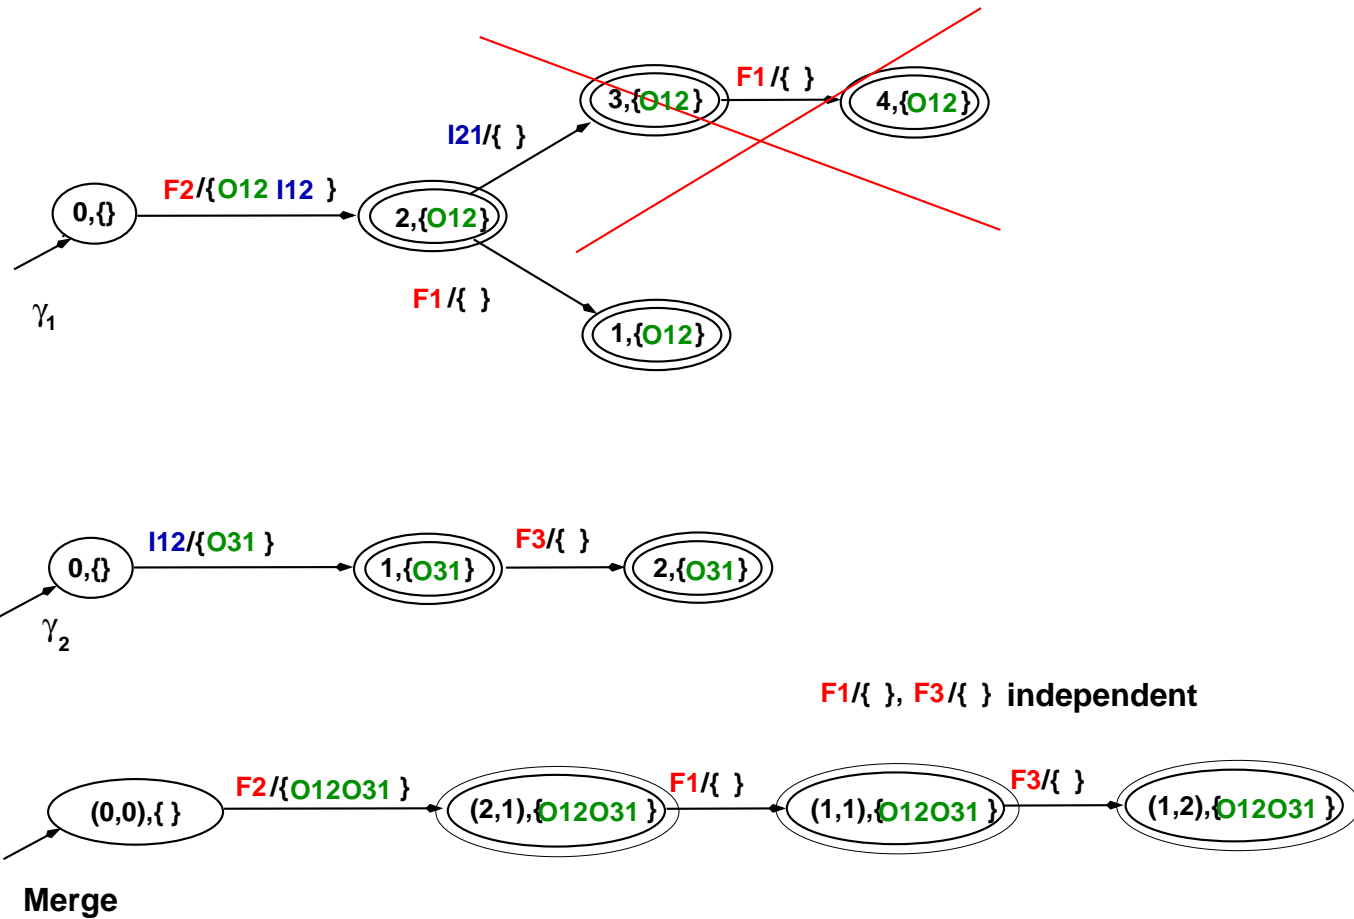 F1/{ }
3,{O12}
4,{O12}
I21/{ }
F2/{O12 I12 }
0,{}
2,{O12}
F1/{ }
γ1
1,{O12}
I12/{O31 }
F3/{ }
0,{}
1,{O31}
2,{O31}
γ2
F1/{ }, F3/{ } independent
F2/{O12O31 }
F1/{ }
F3/{ }
(0,0),{ }
(2,1),{O12O31 }
(1,1),{O12O31 }
(1,2),{O12O31 }
Merge